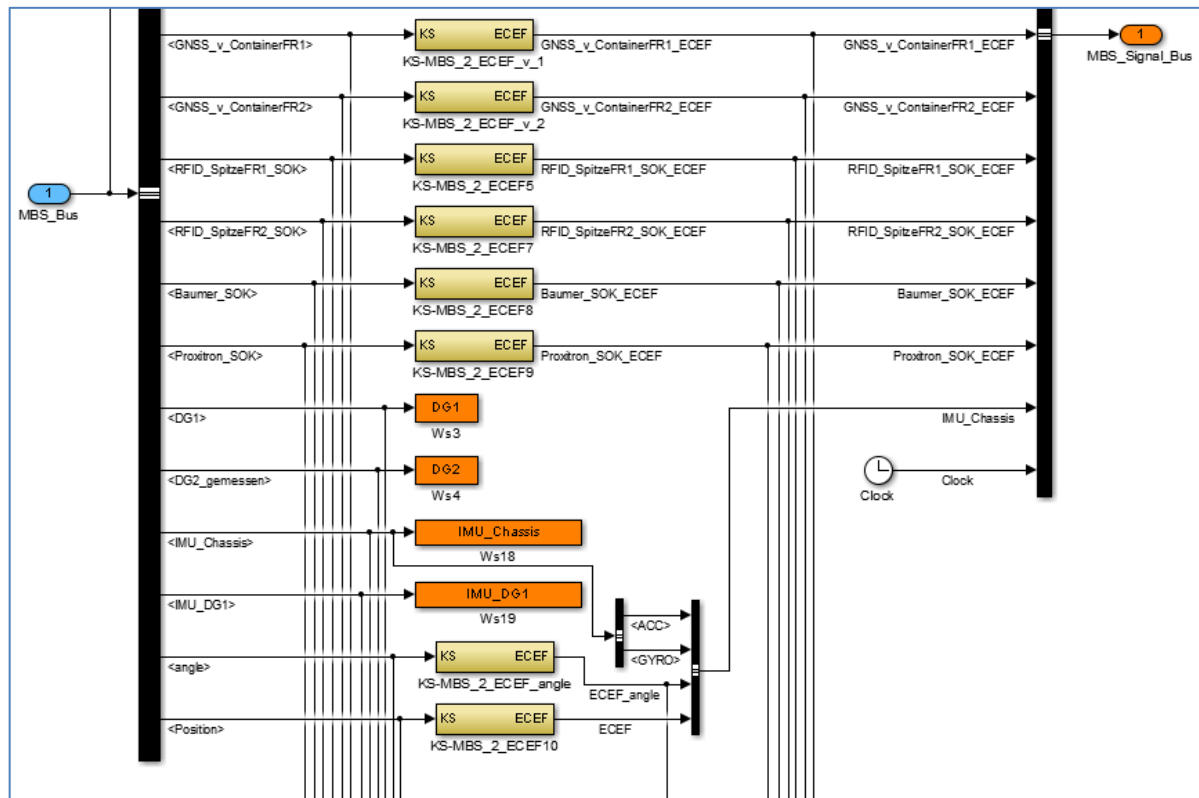 <GNSS_v_ContainerFR1>
KS ECEF
KS-MBS_2_ECEF_v_1
GNSS_v_ContainerFR1_ECEF
GNSS_v_ContainerFR1_ECEF
1
MBS_Signal_Bus
<GNSS_v_ContainerFR2>
KS ECEF
KS-MBS_2_ECEF_v_2
GNSS_v_ContainerFR2_ECEF
GNSS_v_ContainerFR2_ECEF
<RFID_SpitzeFR1_SOK>
KS ECEF
KS-MBS_2_ECEF5
RFID_SpitzeFR1_SOK_ECEF
RFID_SpitzeFR1_SOK_ECEF
1
MBS_Bus
<RFID_SpitzeFR2_SOK>
KS ECEF
KS-MBS_2_ECEF7
RFID_SpitzeFR2_SOK_ECEF
RFID_SpitzeFR2_SOK_ECEF
<Baumer_SOK>
KS ECEF
KS-MBS_2_ECEF8
Baumer_SOK_ECEF
Baumer_SOK_ECEF
<Proxitron_SOK>
KS ECEF
KS-MBS_2_ECEF9
Proxitron_SOK_ECEF
Proxitron_SOK_ECEF
<DG1>
DG1
Ws3
IMU_Chassis
<DG2_gemessen>
DG2
Ws4
Clock
Clock
<IMU_Chassis>
IMU_Chassis
Ws18
<IMU_DG1>
IMU_DG1
Ws19
<ACC>
<GYRO>
<angle>
KS ECEF
KS-MBS_2_ECEF_angle
ECEF_angle
<Position>
KS ECEF
KS-MBS_2_ECEF10
ECEF